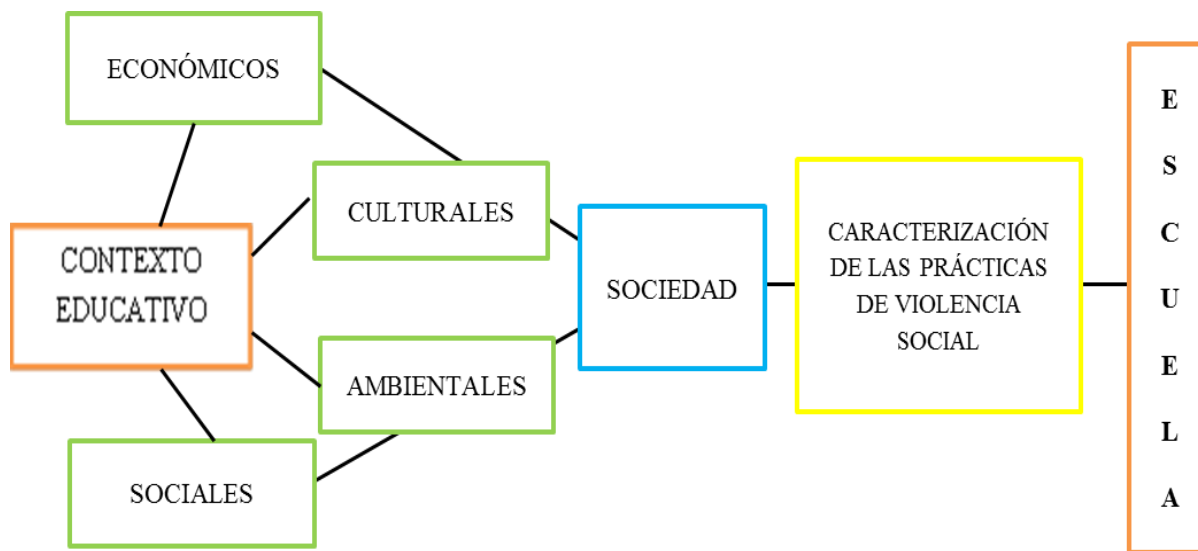 ECONÓMICOS
CONTEXTO
EDUCATIVO
CULTURALES
AMBIENTALES
SOCIALES
SOCIEDAD
CARACTERIZACIÓN
DE LAS PRÁCTICAS
DE VIOLENCIA
SOCIAL
E
S
C
U
E
L
A